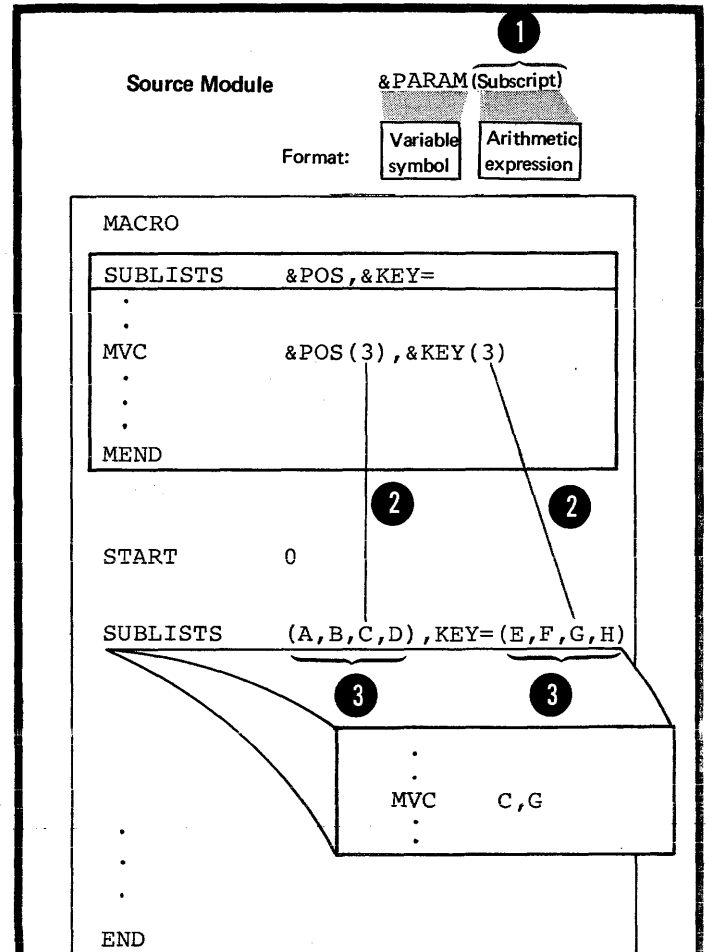 1
Source Module &PARAM(Subscript)
Format: Variable symbol Arithmetic expression
MACRO
SUBLISTS &POS,&KEY=
.
.
MVC &POS(3),&KEY(3)
.
.
.
MEND
2 2
START 0
SUBLISTS (A,B,C,D),KEY=(E,F,G,H)
3 3
.
.
MVC C,G
.
.
.
.
.
END